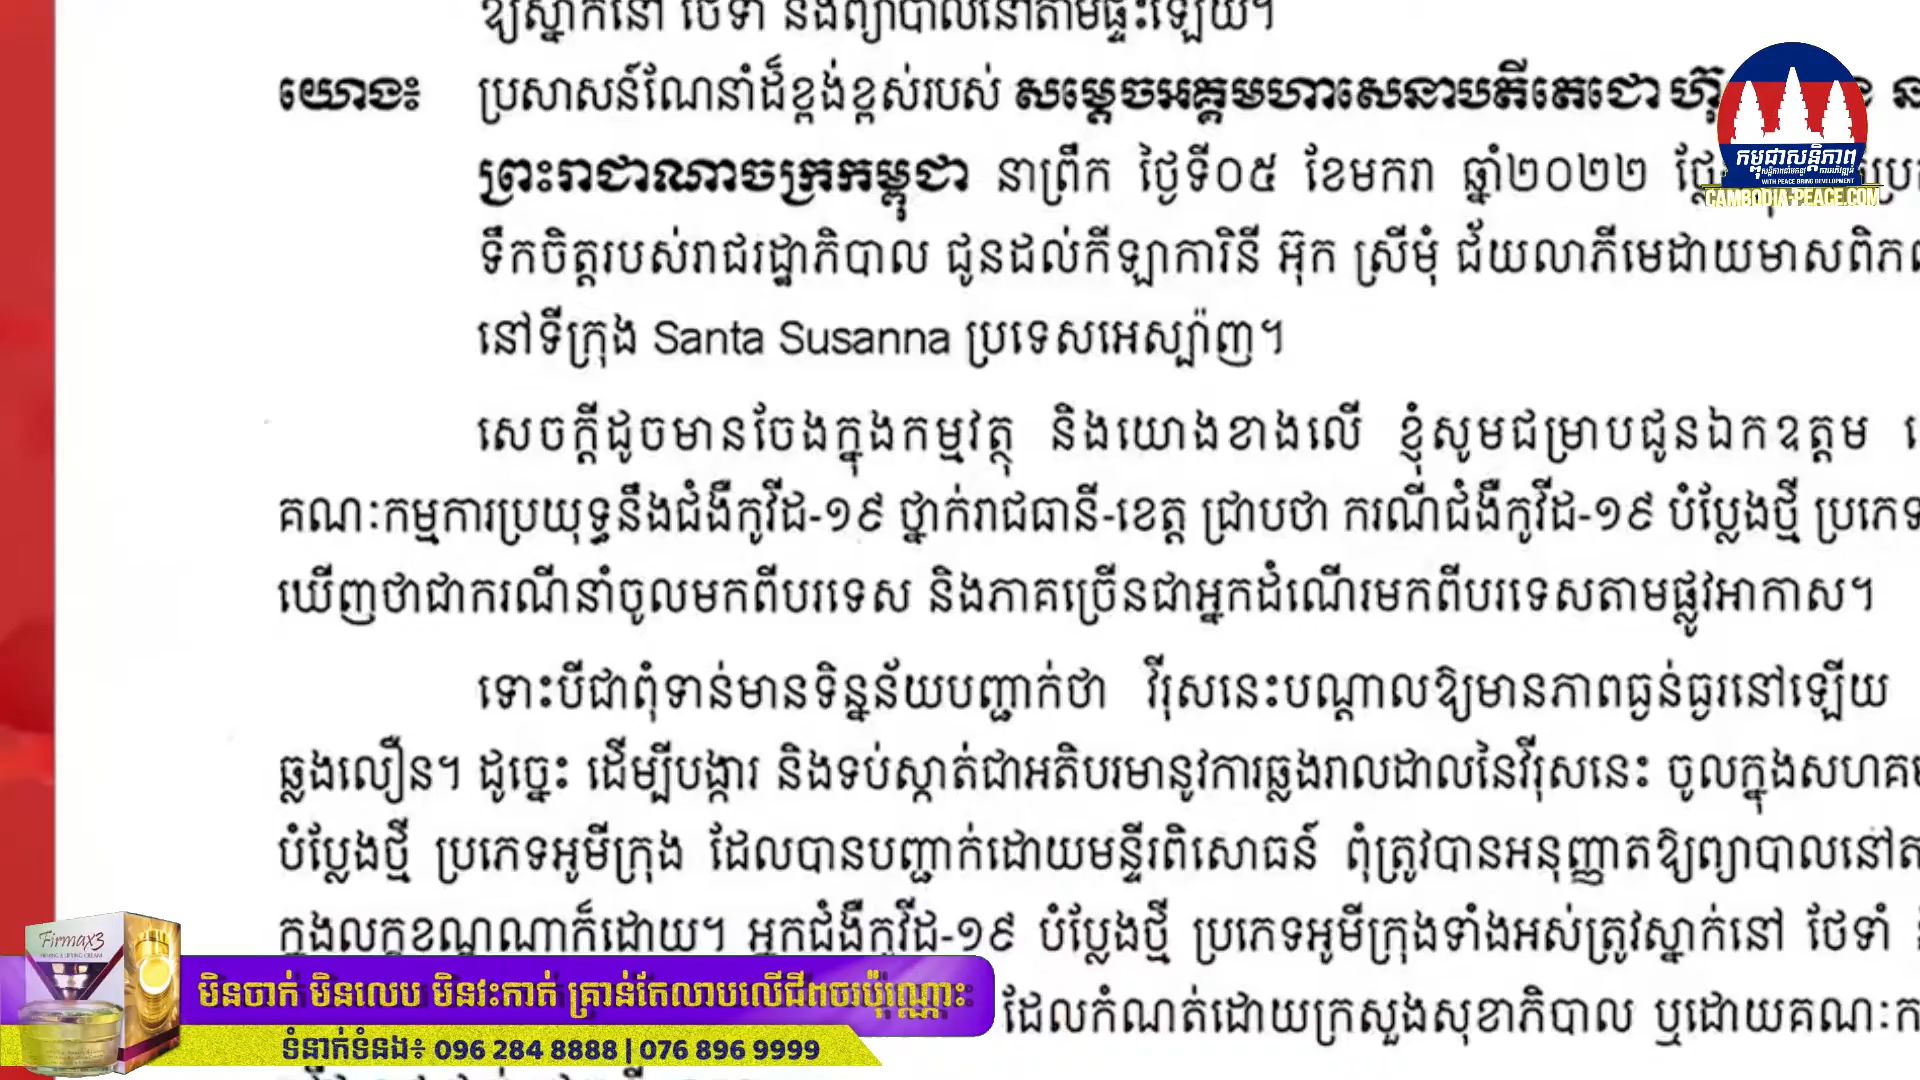 ឱ្យស្នាក់នៅ ថែទាំ និងព្យាបាលនៅតាមផ្ទះឡើយ។
យោង៖ ប្រសាសន៍ណែនាំដ៏ខ្ពង់ខ្ពស់របស់ សម្តេចអគ្គមហាសេនាបតីតេជោ ហ៊ុ
ព្រះរាជាណាចក្រកម្ពុជា នាព្រឹក ថ្ងៃទី០៥ ខែមករា ឆ្នាំ២០២២
ទឹកចិត្តរបស់រាជរដ្ឋាភិបាល ជូនដល់កីឡាការិនី អ៊ុក ស្រីមុំ ជ័យលាភីមេដាយមាសពិភព
នៅទីក្រុង Santa Susanna ប្រទេសអេស្ប៉ាញ។
សេចក្តីដូចមានចែងក្នុងកម្មវត្ថុ និងយោងខាងលើ ខ្ញុំសូមជម្រាបជូនឯកឧត្តម
គណៈកម្មការប្រយុទ្ធនឹងជំងឺកូវីដ-១៩ ថ្នាក់រាជធានី-ខេត្ត ជ្រាបថា ករណីជំងឺកូវីដ-១៩ បំប្លែងថ្មី ប្រភេទ
ឃើញថាជាករណីនាំចូលមកពីបរទេស និងភាគច្រើនជាអ្នកដំណើរមកពីបរទេសតាមផ្លូវអាកាស។
ទោះបីជាពុំទាន់មានទិន្នន័យបញ្ជាក់ថា វីរុសនេះបណ្តាលឱ្យមានភាពធ្ងន់ធ្ងរនៅឡើយ
ឆ្លងលឿន។ ដូច្នេះ ដើម្បីបង្ការ និងទប់ស្កាត់ជាអតិបរមានូវការឆ្លងរាលដាលនៃវីរុសនេះ ចូលក្នុងសហគម
បំប្លែងថ្មី ប្រភេទអូមីក្រុង ដែលបានបញ្ជាក់ដោយមន្ទីរពិសោធន៍ ពុំត្រូវបានអនុញ្ញាតឱ្យព្យាបាលនៅត
ក្នុងលក្ខខណ្ឌណាក៏ដោយ។ អ្នកជំងឺកូវីដ-១៩ បំប្លែងថ្មី ប្រភេទអូមីក្រុងទាំងអស់ត្រូវស្នាក់នៅ ថែទាំ
ដែលកំណត់ដោយក្រសួងសុខាភិបាល ឬដោយគណៈក
កម្ពុជាសន្តិភាព
WITH PEACE BRING DEVELOPMENT
CAMBODIA-PEACE.COM
Firmax3
FIRMING & LIFTING CREAM
មិនចាក់ មិនលេប មិនវះកាត់ គ្រាន់តែលាបលើជីពចរប៉ុណ្ណោះ
ទំនាក់ទំនង៖ 096 284 8888 | 076 896 9999